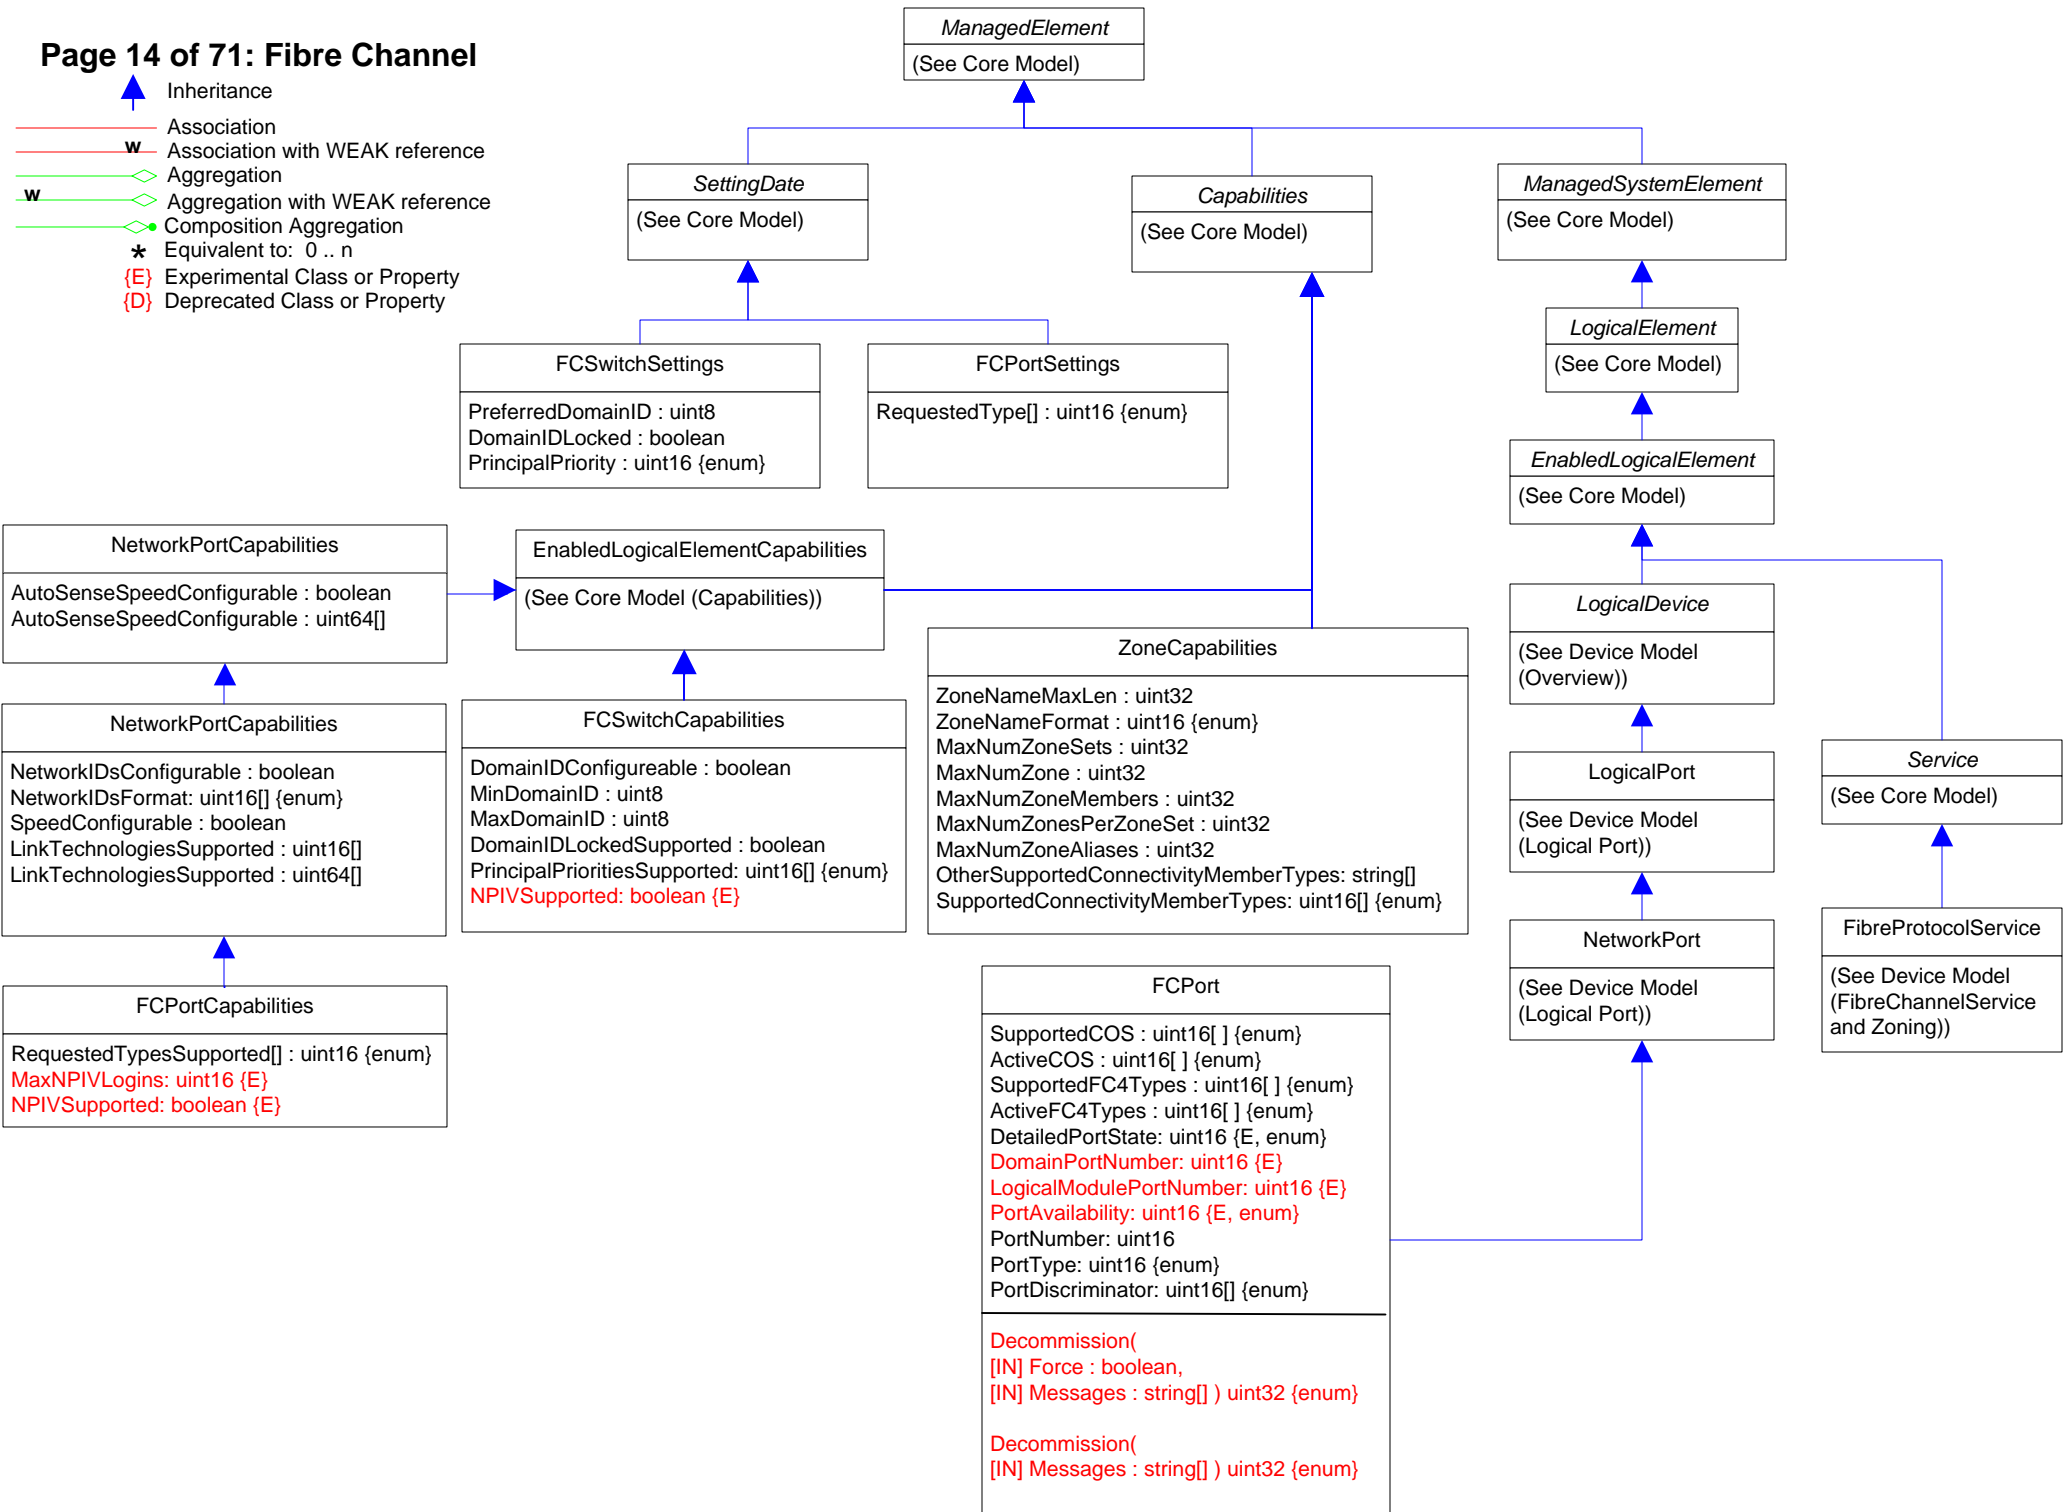 Page 14 of 71: Fibre Channel
Inheritance
Association
w
Association with WEAK reference
Aggregation
w
Aggregation with WEAK reference
Composition Aggregation
* Equivalent to: 0 .. n
{E} Experimental Class or Property
{D} Deprecated Class or Property
ManagedElement
(See Core Model)
SettingDate
(See Core Model)
Capabilities
(See Core Model)
ManagedSystemElement
(See Core Model)
LogicalElement
(See Core Model)
FCSwitchSettings
PreferredDomainID : uint8
DomainIDLocked : boolean
PrincipalPriority : uint16 {enum}
FCPortSettings
RequestedType[] : uint16 {enum}
EnabledLogicalElement
(See Core Model)
NetworkPortCapabilities
AutoSenseSpeedConfigurable : boolean
AutoSenseSpeedConfigurable : uint64[]
EnabledLogicalElementCapabilities
(See Core Model (Capabilities))
LogicalDevice
(See Device Model
(Overview))
ZoneCapabilities
ZoneNameMaxLen : uint32
ZoneNameFormat : uint16 {enum}
MaxNumZoneSets : uint32
MaxNumZone : uint32
MaxNumZoneMembers : uint32
MaxNumZonesPerZoneSet : uint32
MaxNumZoneAliases : uint32
OtherSupportedConnectivityMemberTypes: string[]
SupportedConnectivityMemberTypes: uint16[] {enum}
NetworkPortCapabilities
NetworkIDsConfigurable : boolean
NetworkIDsFormat: uint16[] {enum}
SpeedConfigurable : boolean
LinkTechnologiesSupported : uint16[]
LinkTechnologiesSupported : uint64[]
FCSwitchCapabilities
DomainIDConfigureable : boolean
MinDomainID : uint8
MaxDomainID : uint8
DomainIDLockedSupported : boolean
PrincipalPrioritiesSupported: uint16[] {enum}
NPIVSupported: boolean {E}
LogicalPort
(See Device Model
(Logical Port))
Service
(See Core Model)
NetworkPort
(See Device Model
(Logical Port))
FibreProtocolService
(See Device Model
(FibreChannelService
and Zoning))
FCPortCapabilities
RequestedTypesSupported[] : uint16 {enum}
MaxNPIVLogins: uint16 {E}
NPIVSupported: boolean {E}
FCPort
SupportedCOS : uint16[ ] {enum}
ActiveCOS : uint16[ ] {enum}
SupportedFC4Types : uint16[ ] {enum}
ActiveFC4Types : uint16[ ] {enum}
DetailedPortState: uint16 {E, enum}
DomainPortNumber: uint16 {E}
LogicalModulePortNumber: uint16 {E}
PortAvailability: uint16 {E, enum}
PortNumber: uint16
PortType: uint16 {enum}
PortDiscriminator: uint16[] {enum}
Decommission(
[IN] Force : boolean,
[IN] Messages : string[] ) uint32 {enum}
Decommission(
[IN] Messages : string[] ) uint32 {enum}